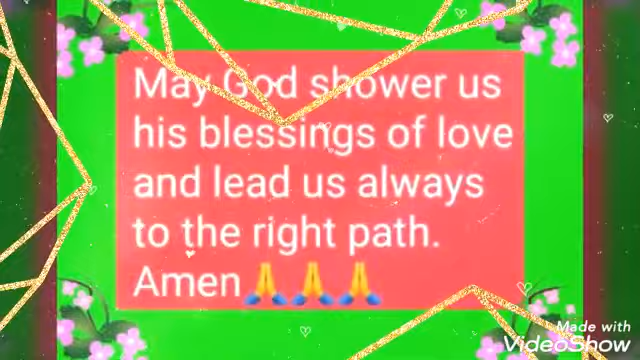 May God shower us
his blessings of love
and lead us always
to the right path.
Amen🙏🙏🙏
Made with
VideoShow